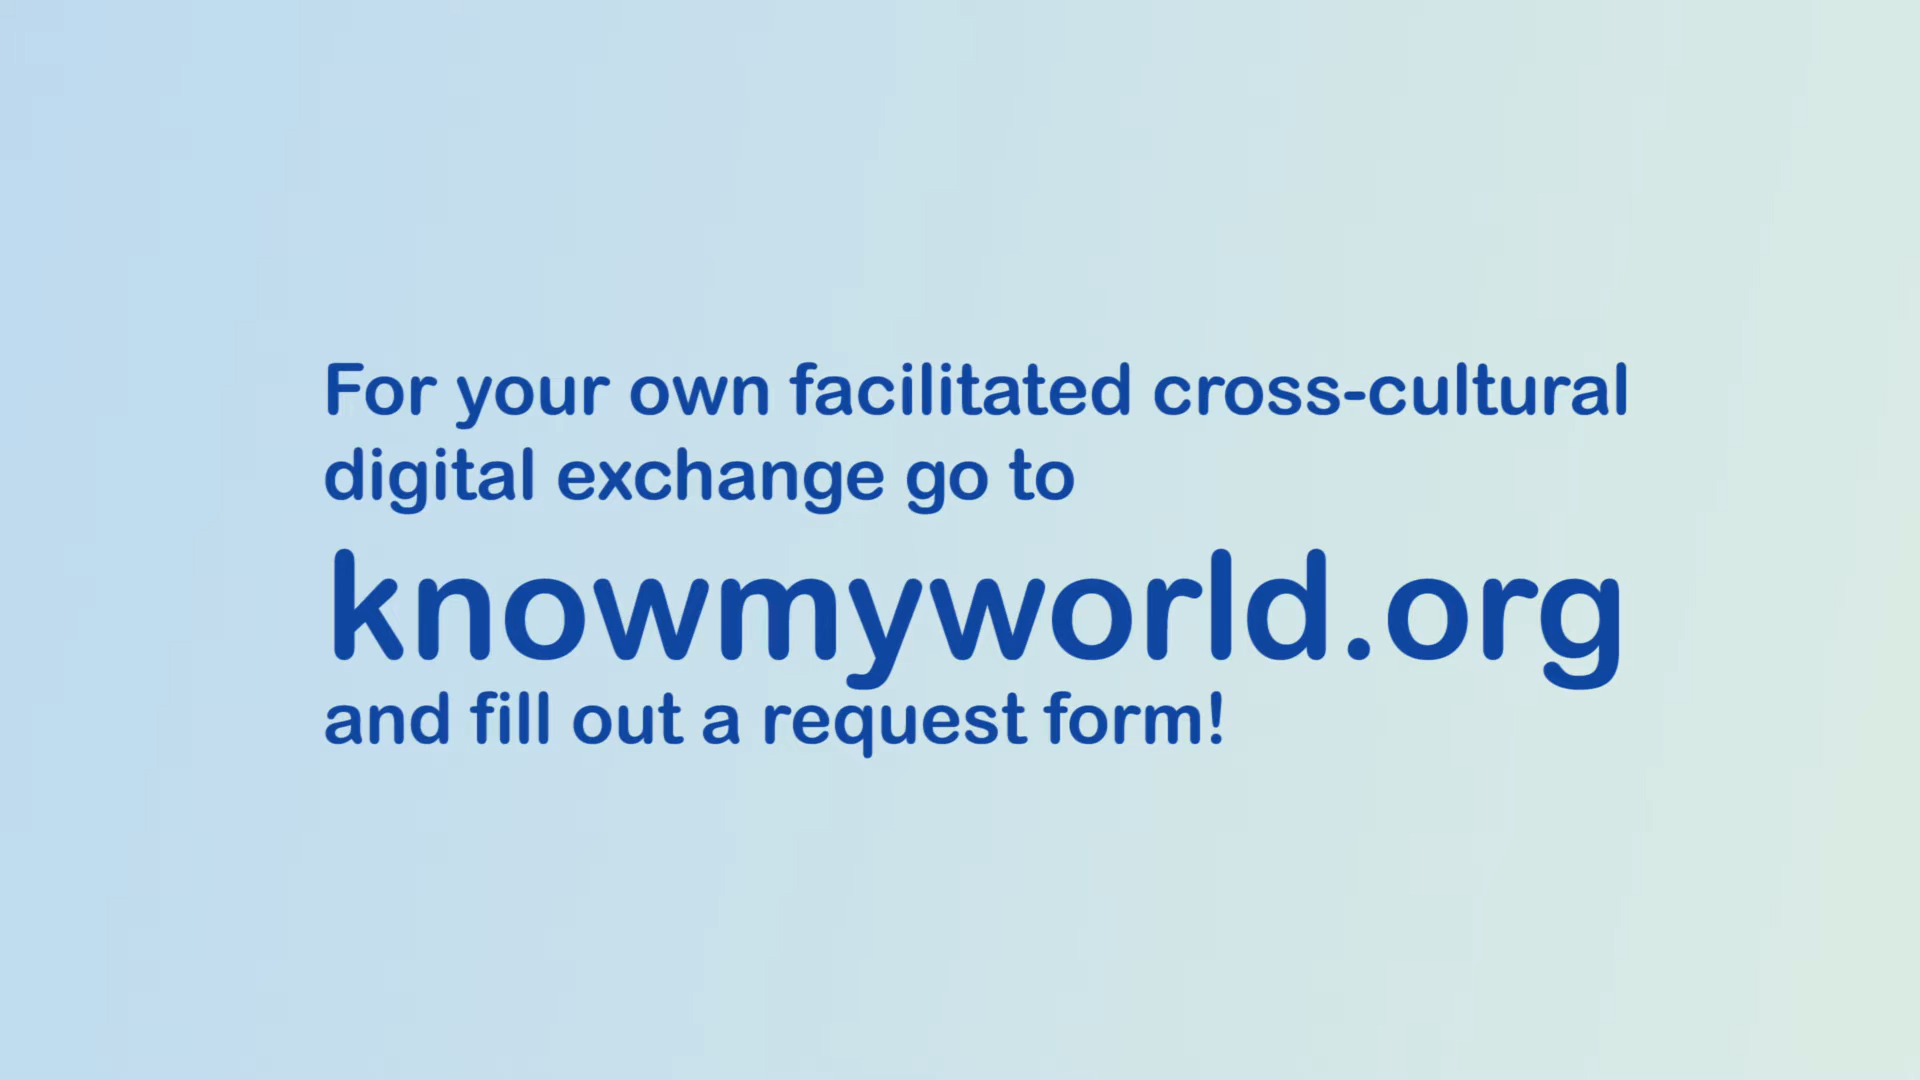 For your own facilitated cross-cultural
digital exchange go to
knowmyworld.org
and fill out a request form!